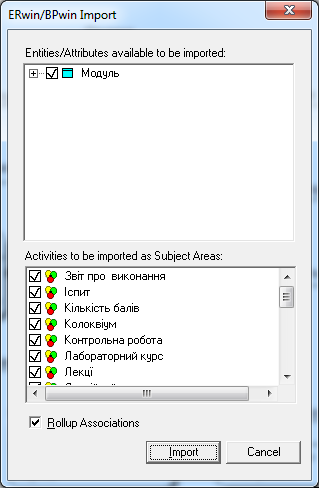 ERwin/BPwin Import
Entities/Attributes available to be imported:
Модуль
Activities to be imported as Subject Areas:
Звіт про виконання
Іспит
Кількість балів
Колоквіум
Контрольна робота
Лабораторний курс
Лекції
Rollup Associations
Import
Cancel